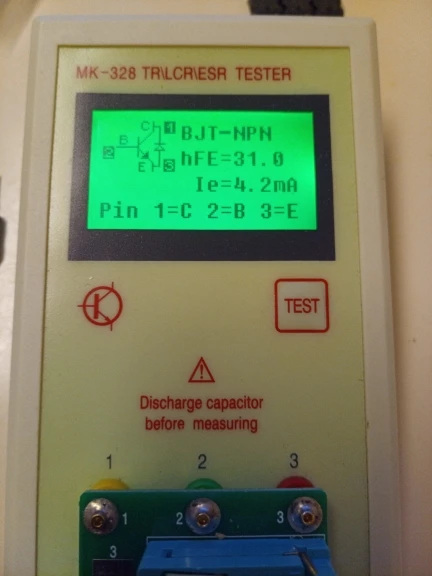 MK-328 TR\LCR\ESR TESTER
C 1 BJT-NPN
2 B
E 3 hFE=31.0
Ie=4.2mA
Pin 1=C 2=B 3=E
TEST
Discharge capacitor
before measuring
1 2 3
1 2 3
3